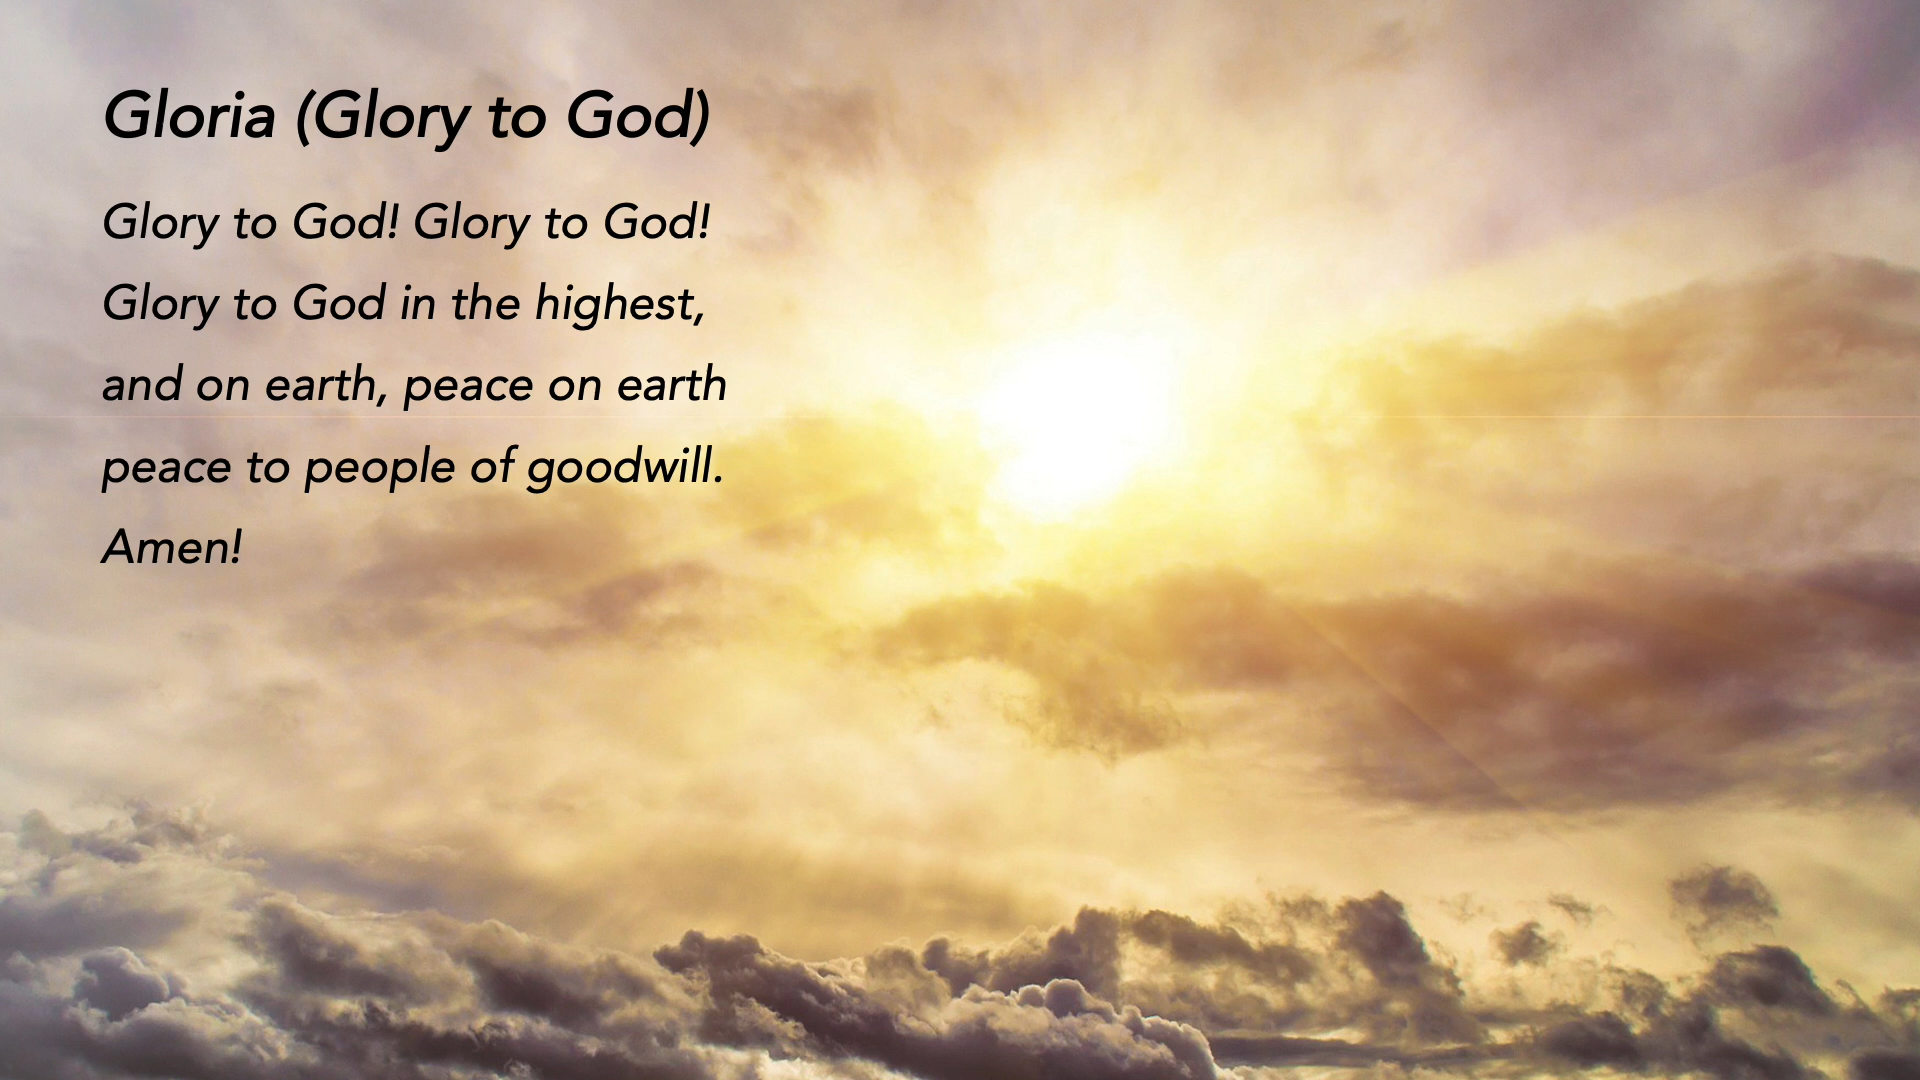 Gloria (Glory to God)
Glory to God! Glory to God!
Glory to God in the highest,
and on earth, peace on earth
peace to people of goodwill.
Amen!